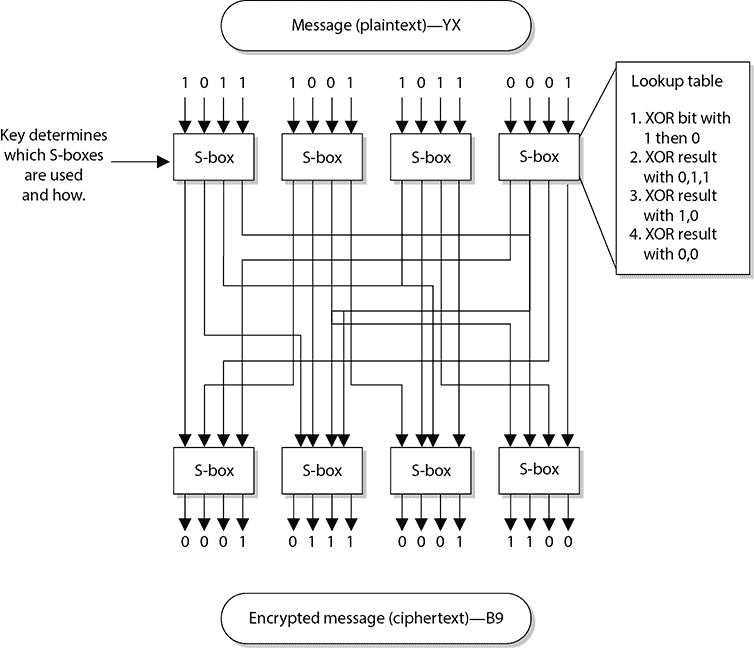 Message (plaintext)—YX
1 0 1 1 1 0 0 1 1 0 1 1 0 0 0 1
Lookup table
1. XOR bit with
1 then 0
2. XOR result
with 0,1,1
3. XOR result
with 1,0
4. XOR result
with 0,0
Key determines
which S-boxes
are used
and how.
S-box S-box S-box S-box
S-box S-box S-box S-box
0 0 0 1 0 1 1 1 0 0 0 1 1 1 0 0
Encrypted message (ciphertext)—B9